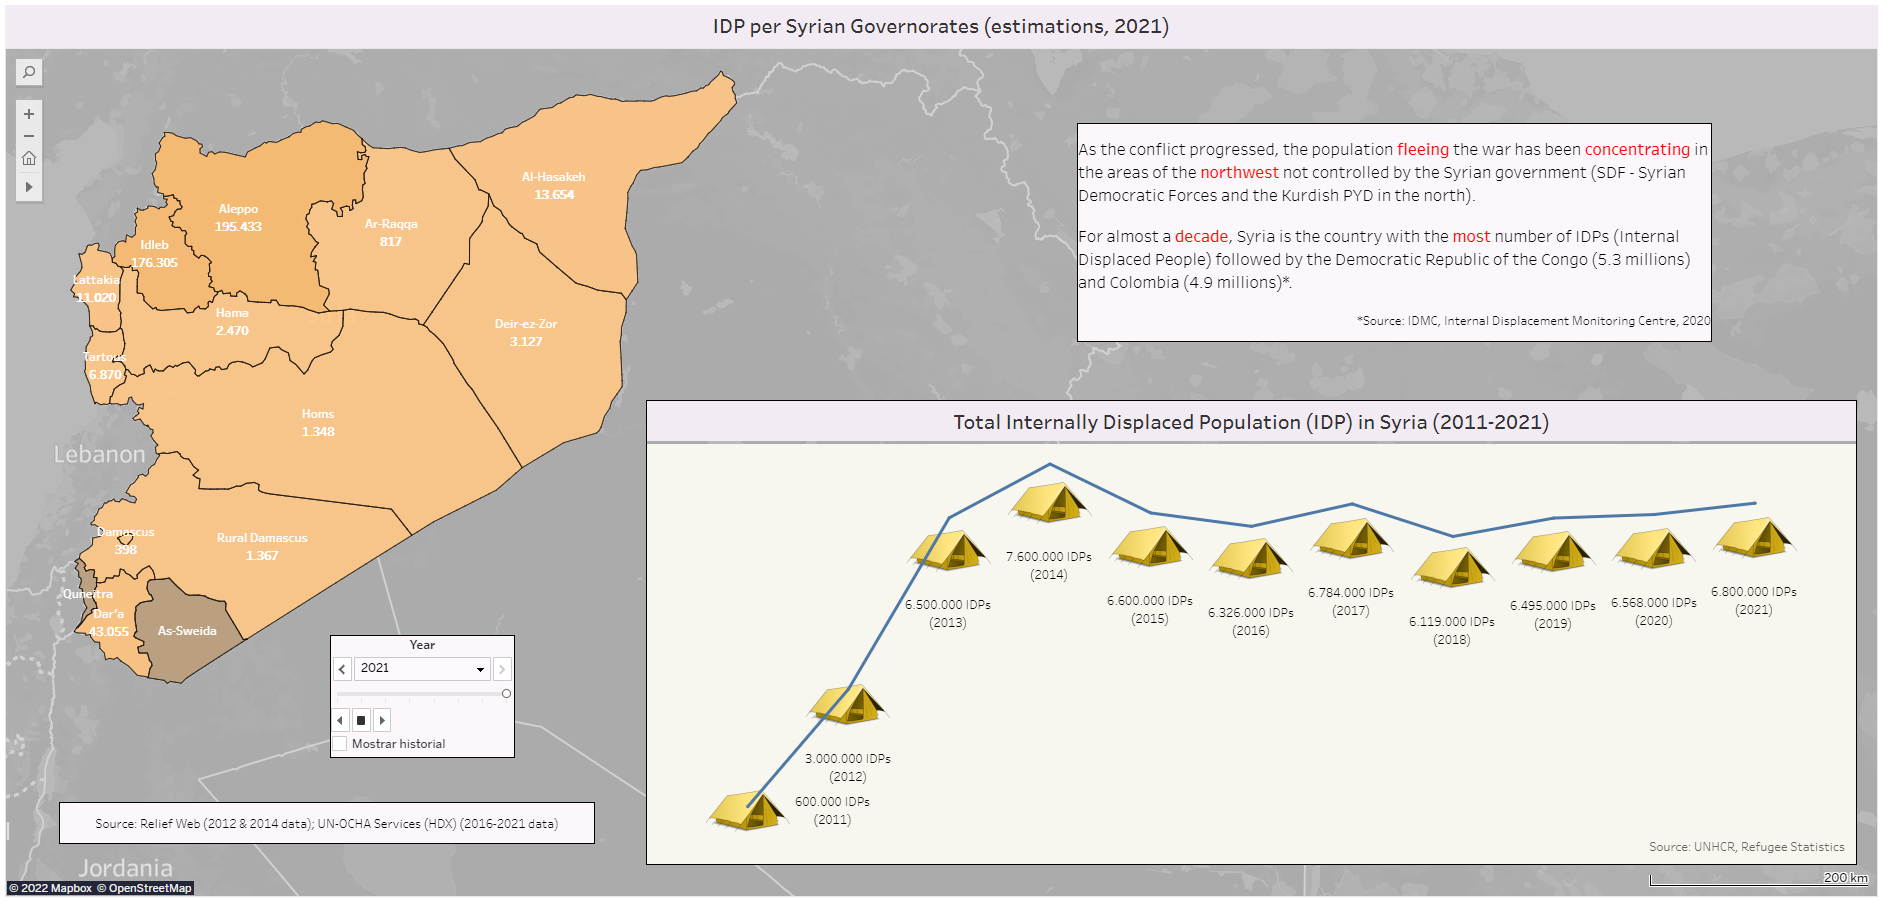 IDP per Syrian Governorates (estimations, 2021)
Al-Hasakeh
13.654
Aleppo
195.433
Ar-Raqqa
817
Idleb
176.305
Lattakia
11.020
Hama
2.470
Deir-ez-Zor
3.127
Tartous
6.870
Homs
1.348
Lebanon
Damascus
398
Rural Damascus
1.367
Quneitra
Dar'a
43.055
As-Sweida
As the conflict progressed, the population fleeing the war has been concentrating in
the areas of the northwest not controlled by the Syrian government (SDF - Syrian
Democratic Forces and the Kurdish PYD in the north).
For almost a decade, Syria is the country with the most number of IDPs (Internal
Displaced People) followed by the Democratic Republic of the Congo (5.3 millions)
and Colombia (4.9 millions)*.
*Source: IDMC, Internal Displacement Monitoring Centre, 2020
Year
2021
Mostrar historial
Total Internally Displaced Population (IDP) in Syria (2011-2021)
600.000 IDPs
(2011)
3.000.000 IDPs
(2012)
6.500.000 IDPs
(2013)
7.600.000 IDPs
(2014)
6.600.000 IDPs
(2015)
6.326.000 IDPs
(2016)
6.784.000 IDPs
(2017)
6.119.000 IDPs
(2018)
6.495.000 IDPs
(2019)
6.568.000 IDPs
(2020)
6.800.000 IDPs
(2021)
Source: UNHCR, Refugee Statistics
Source: Relief Web (2012 & 2014 data); UN-OCHA Services (HDX) (2016-2021 data)
Jordania
© 2022 Mapbox © OpenStreetMap
200 km